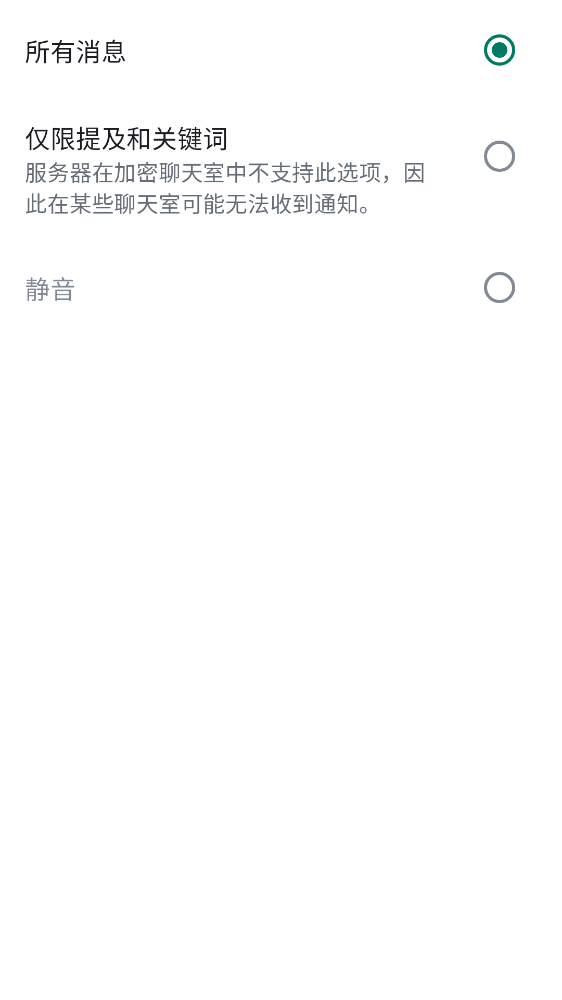 所有消息
仅限提及和关键词
服务器在加密聊天室中不支持此选项，因
此在某些聊天室可能无法收到通知。
静音